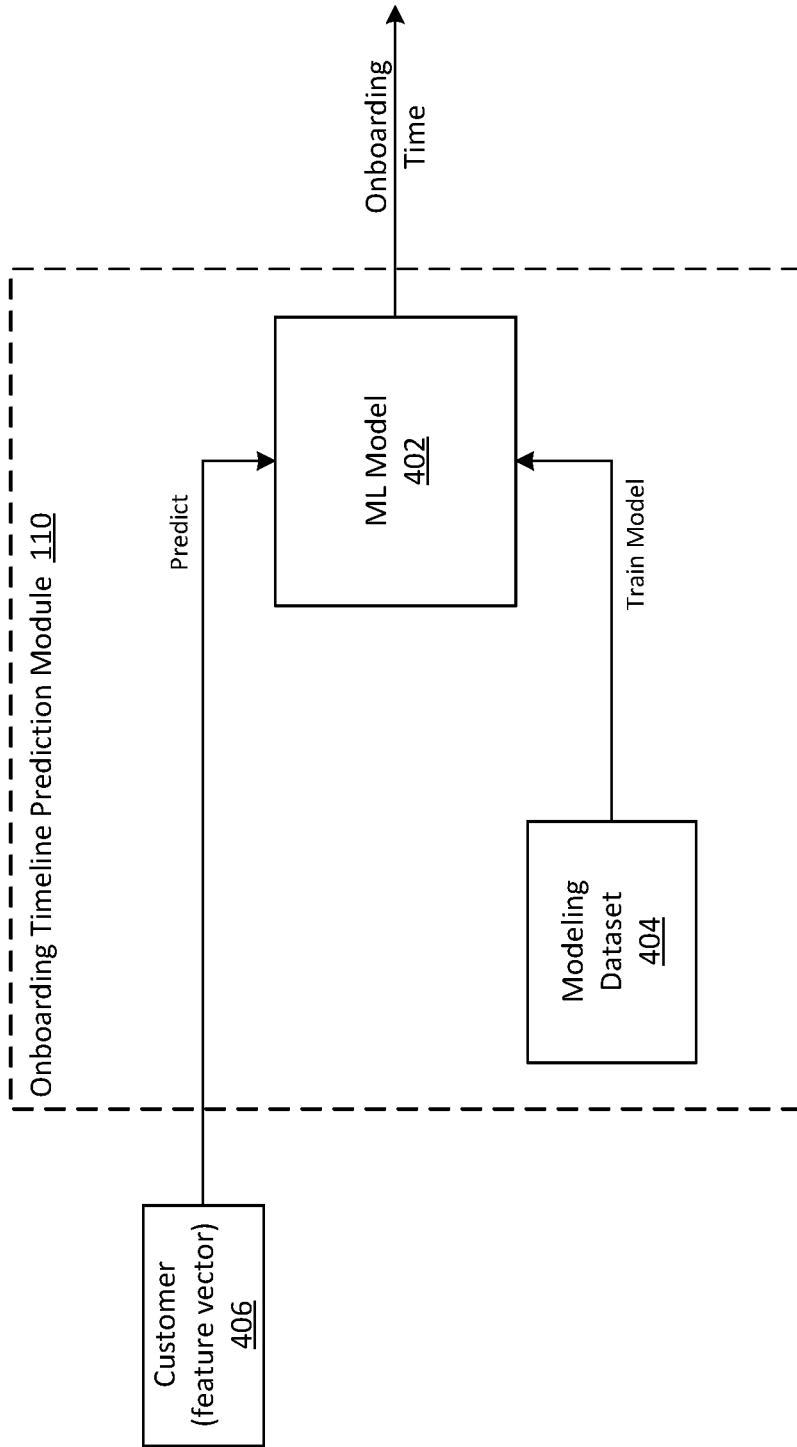 Onboarding Timeline Prediction Module 110
Customer
(feature vector)
406
Predict
ML Model
402
Onboarding
Time
Modeling
Dataset
404
Train Model